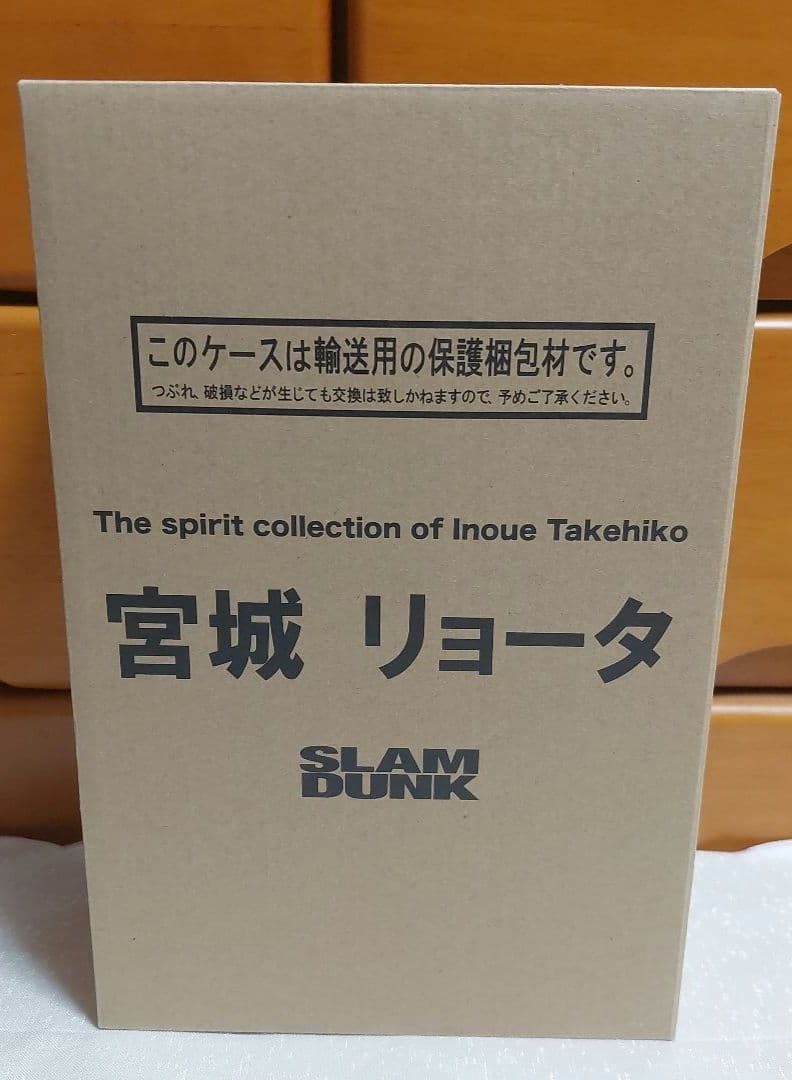 このケースは輸送用の保護梱包材です。
つぶれ、破損などが生じても交換は致しかねますので、予めご了承ください。
The spirit collection of Inoue Takehiko
宮城 リョータ
SLAM
DUNK